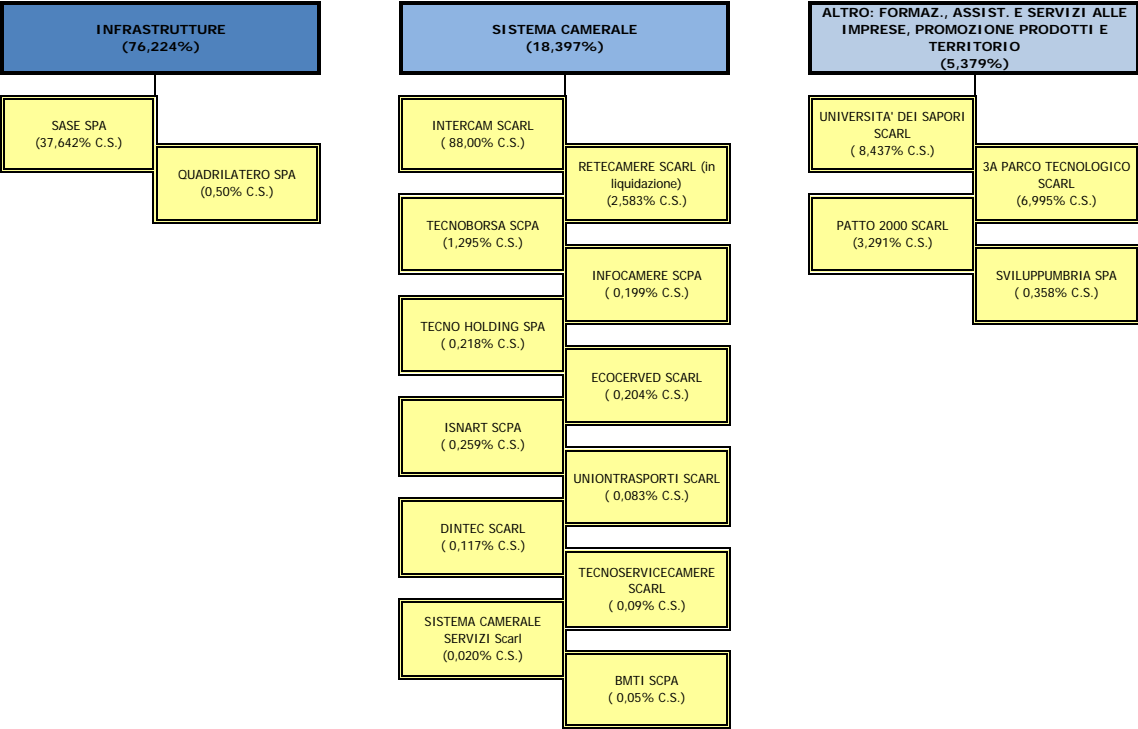 INFRASTRUTTURE
(76,224%)
SASE SPA
(37,642% C.S.)
QUADRILATERO SPA
(0,50% C.S.)
SISTEMA CAMERALE
(18,397%)
INTERCAM SCARL
( 88,00% C.S.)
RETECAMERE SCARL (in
liquidazione)
(2,583% C.S.)
TECNOBORSA SCPA
(1,295% C.S.)
INFOCAMERE SCPA
( 0,199% C.S.)
TECNO HOLDING SPA
( 0,218% C.S.)
ECOCERVED SCARL
( 0,204% C.S.)
ISNART SCPA
( 0,259% C.S.)
UNIONTRASPORTI SCARL
( 0,083% C.S.)
DINTEC SCARL
( 0,117% C.S.)
TECNOSERVICECAMERE
SCARL
( 0,09% C.S.)
SISTEMA CAMERALE
SERVIZI Scarl
(0,020% C.S.)
BMTI SCPA
( 0,05% C.S.)
ALTRO: FORMAZ., ASSIST. E SERVIZI ALLE
IMPRESE, PROMOZIONE PRODOTTI E
TERRITORIO
(5,379%)
UNIVERSITA' DEI SAPORI
SCARL
( 8,437% C.S.)
3A PARCO TECNOLOGICO
SCARL
(6,995% C.S.)
PATTO 2000 SCARL
(3,291% C.S.)
SVILUPPUMBRIA SPA
( 0,358% C.S.)